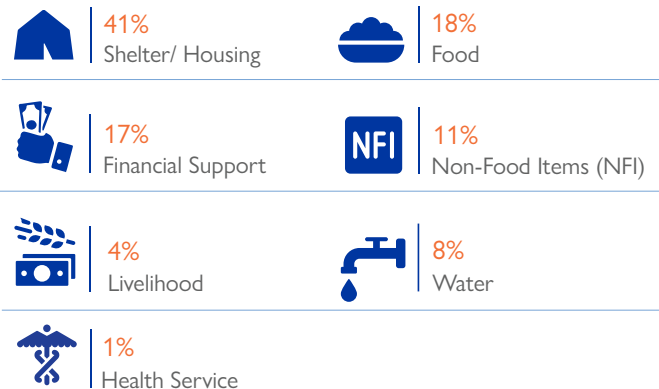 41%
Shelter/ Housing
18%
Food
17%
Financial Support
NFI
11%
Non-Food Items (NFI)
4%
Livelihood
8%
Water
1%
Health Service